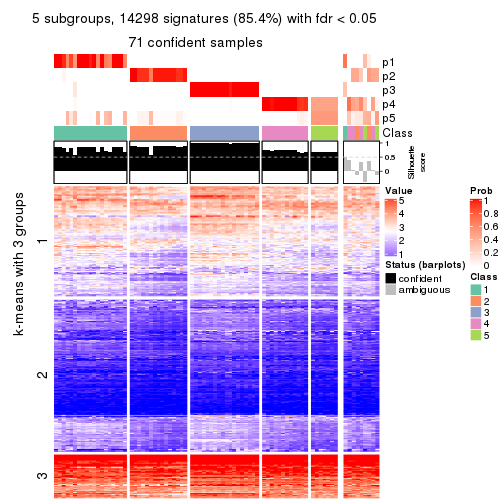 5 subgroups, 14298 signatures (85.4%) with fdr < 0.05
71 confident samples
p1
p2
p3
p4
p5
Class
1
0.5
0
Silhouette
score
k-means with 3 groups
1
2
3
Value
5
4
3
2
1
Status (barplots)
confident
ambiguous
Prob
1
0.8
0.6
0.4
0.2
0
Class
1
2
3
4
5